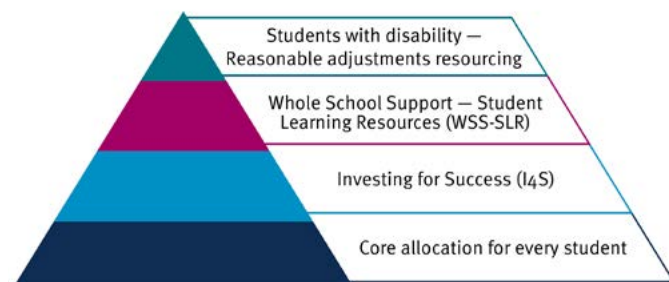 Students with disability —
Reasonable adjustments resourcing
Whole School Support — Student
Learning Resources (WSS-SLR)
Investing for Success (I4S)
Core allocation for every student